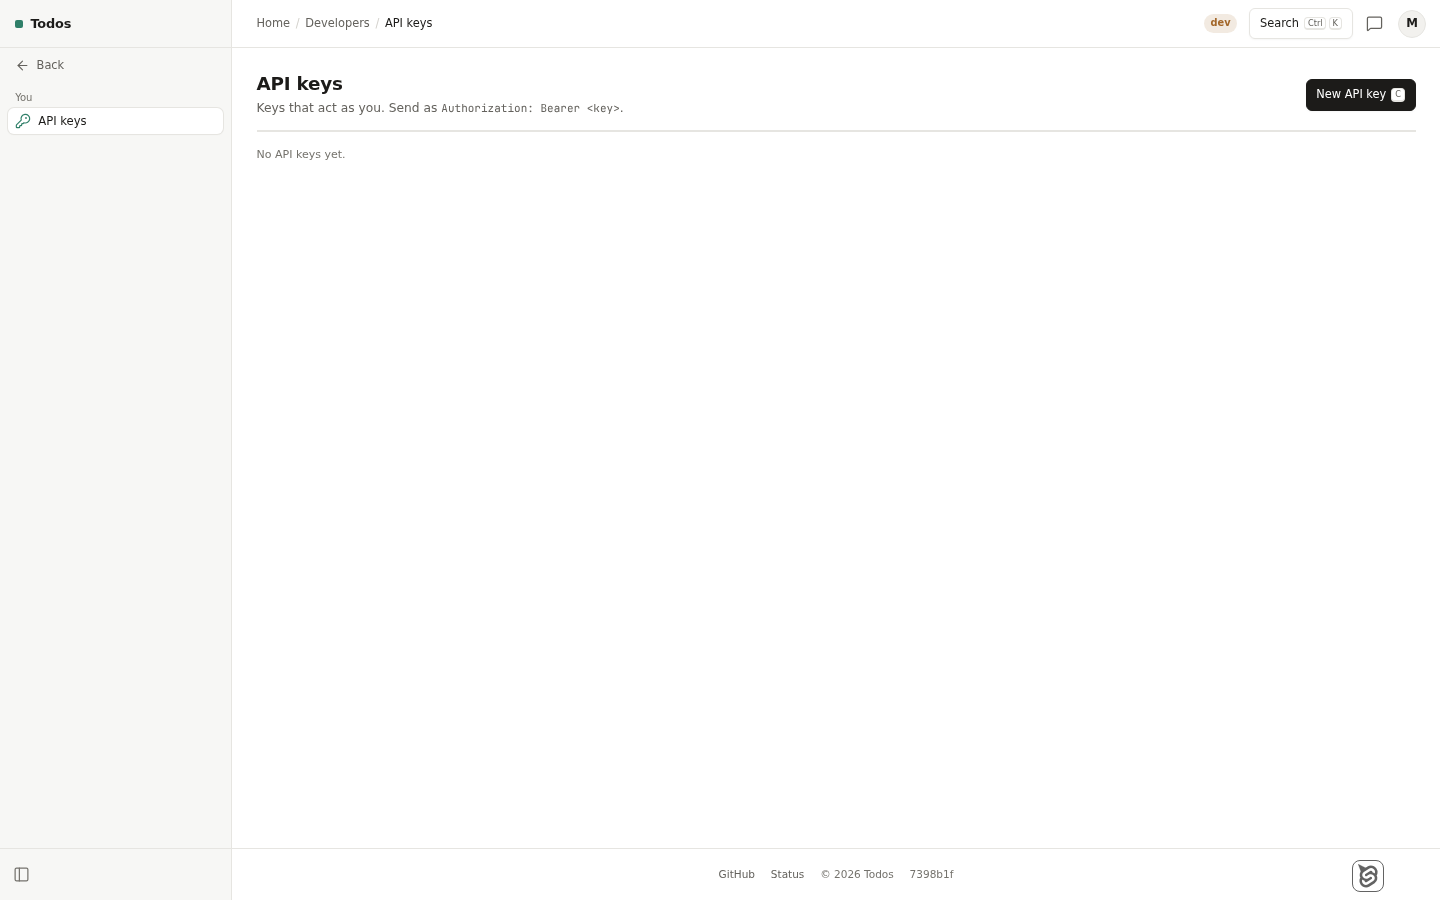 Todos
Home / Developers / API keys
dev
Search Ctrl K
M
Back
You
API keys
API keys
Keys that act as you. Send as Authorization: Bearer <key>.
New API key C
No API keys yet.
GitHub Status © 2026 Todos 7398b1f